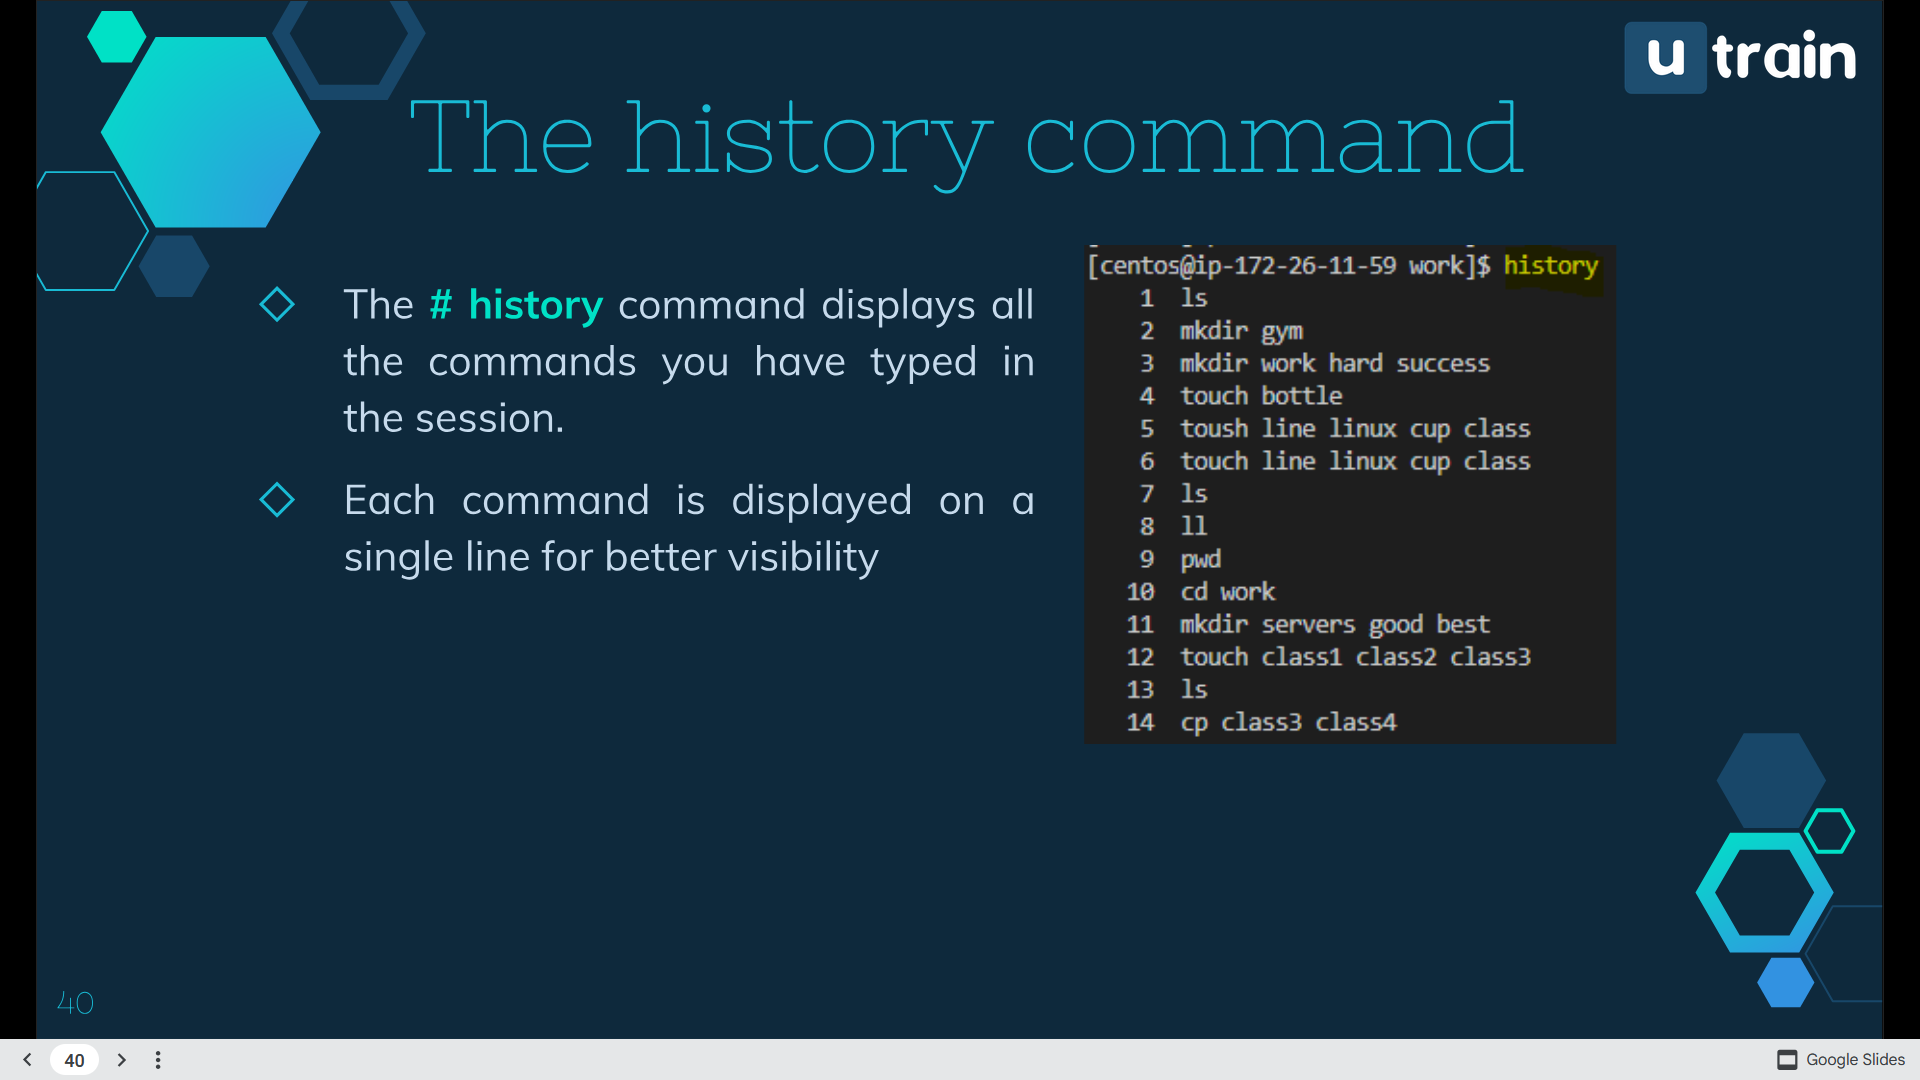 u train
The history command
The # history command displays all
the commands you have typed in
the session.
Each command is displayed on a
single line for better visibility
[centos@ip-172-26-11-59 work]$ history
1 ls
2 mkdir gym
3 mkdir work hard success
4 touch bottle
5 toush line linux cup class
6 touch line linux cup class
7 ls
8 ll
9 pwd
10 cd work
11 mkdir servers good best
12 touch class1 class2 class3
13 ls
14 cp class3 class4
40
40
Google Slides